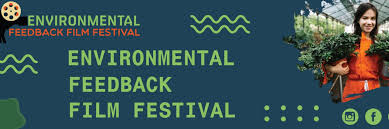 ENVIRONMENTAL
FEEDBACK FILM FESTIVAL
ENVIRONMENTAL
FEEDBACK
FILM FESTIVAL